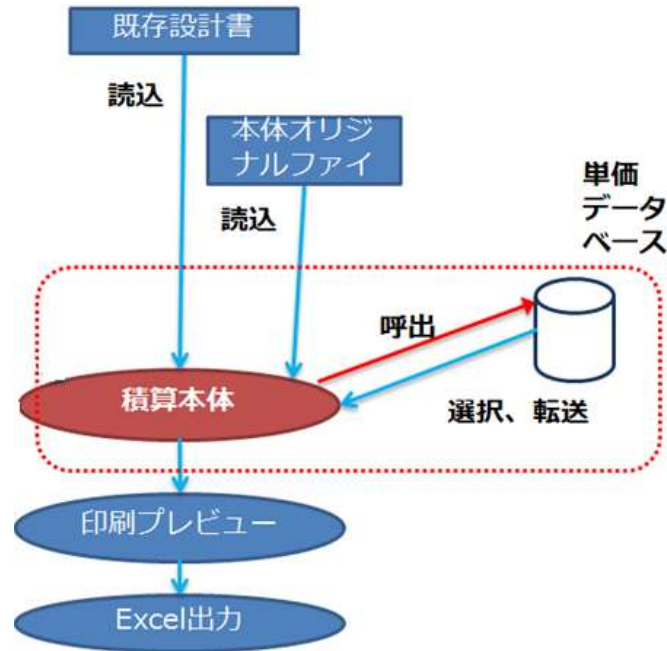 既存設計書
読込
本体オリジ
ナルファイ
読込
単価
データ
ベース
呼出
積算本体
選択、転送
印刷プレビュー
Excel出力